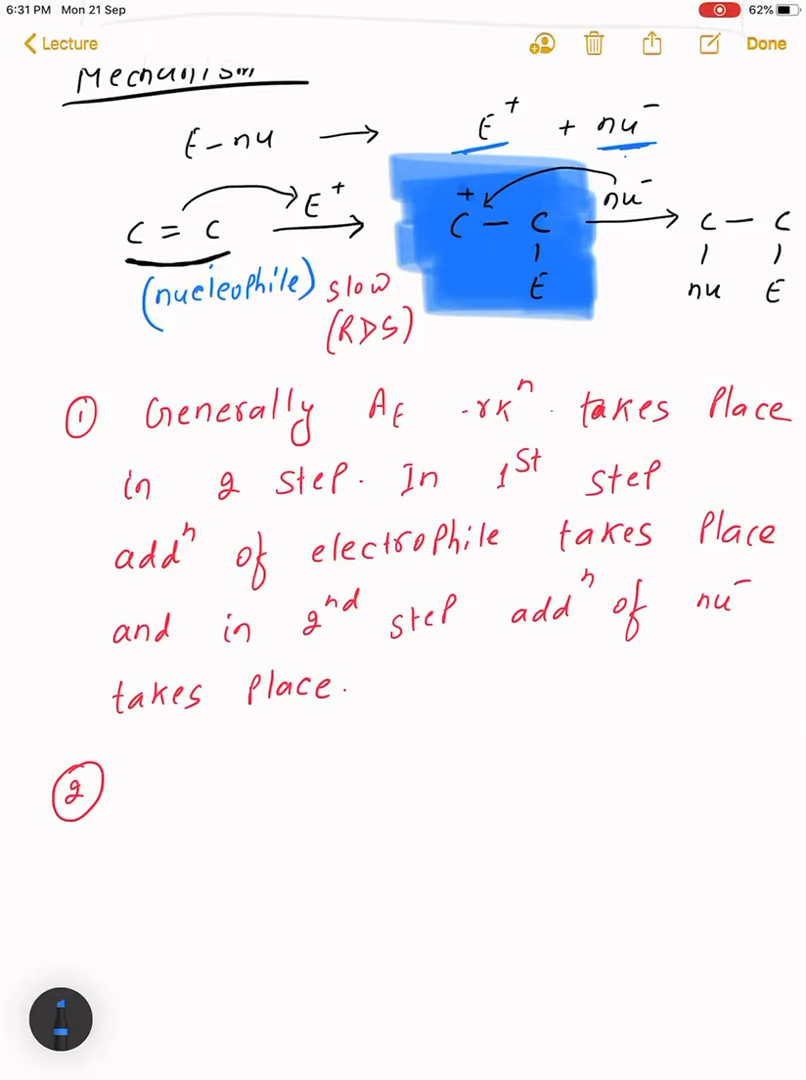 6:31 PM Mon 21 Sep 62%
Lecture Done
Mechanism
E - nu → E⁺ + nu⁻
C = C → E⁺ C⁺ - C nu⁻ → C - C
E nu E
(nucleophile) slow
(RDS)
① Generally AE -rxⁿ. takes Place
in 2 step. In 1st step
addⁿ of electrophile takes Place
and in 2nd step addⁿ of nu⁻
takes Place.
②